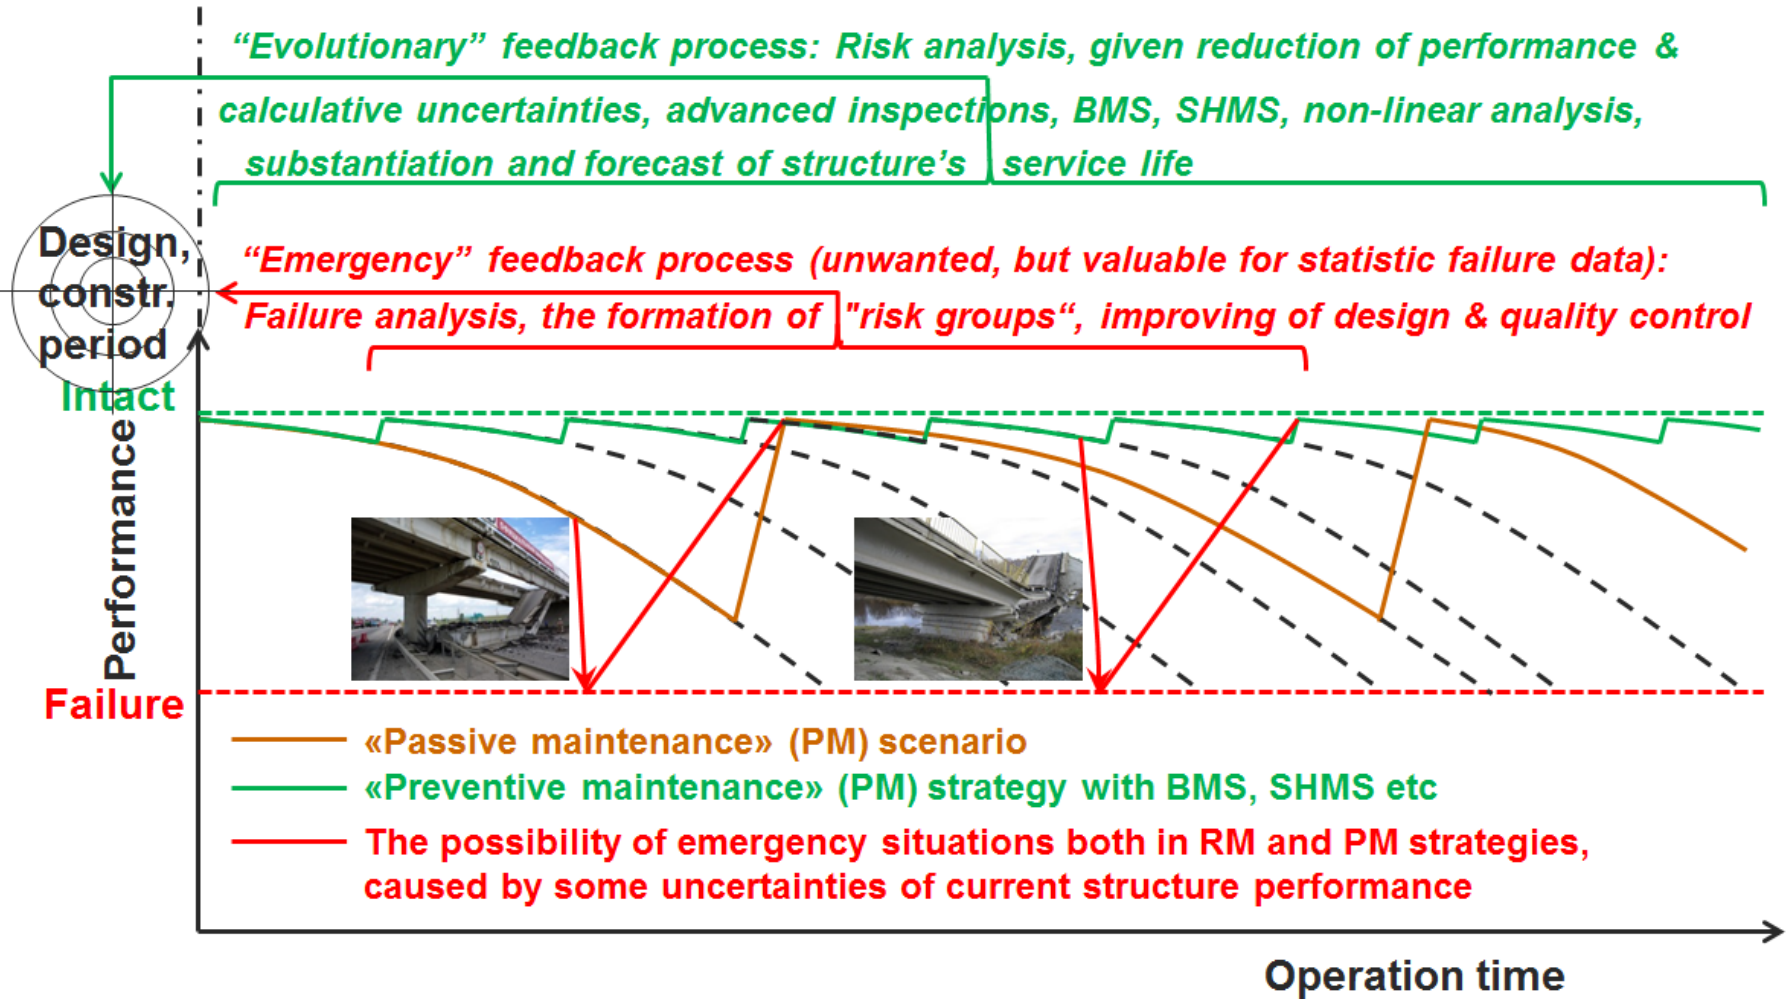 “Evolutionary” feedback process: Risk analysis, given reduction of performance &
calculative uncertainties, advanced inspections, BMS, SHMS, non-linear analysis,
substantiation and forecast of structure’s service life
Design,
constr.
period
“Emergency” feedback process (unwanted, but valuable for statistic failure data):
Failure analysis, the formation of "risk groups“, improving of design & quality control
Intact
Performance
Failure
«Passive maintenance» (PM) scenario
«Preventive maintenance» (PM) strategy with BMS, SHMS etc
The possibility of emergency situations both in RM and PM strategies,
caused by some uncertainties of current structure performance
Operation time